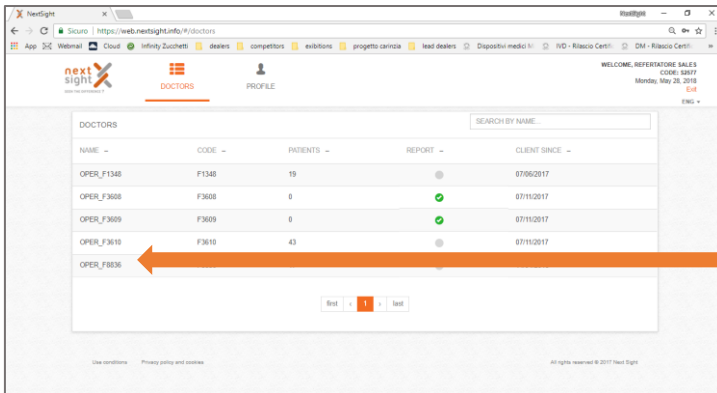 NextSight
NextSight
Sicuro | https://web.nextsight.info/#/doctors
App Webmail Cloud Infinity Zucchetti dealers competitors exibitions progetto carinzia lead dealers Dispositivi medici IVD - Rilascio Certifi DM - Rilascio Certifi
next sight
DOCTORS
PROFILE
WELCOME, REFERTATORE SALES
CODE: S2577
Monday, May 28, 2018
Exit
ENG
DOCTORS
SEARCH BY NAME...
NAME CODE PATIENTS REPORT CLIENT SINCE
OPER_F1348 F1348 19 07/06/2017
OPER_F3608 F3608 0 07/11/2017
OPER_F3609 F3609 0 07/11/2017
OPER_F3610 F3610 43 07/11/2017
OPER_F8836
first ‹ 1 › last
Use conditions Privacy policy and cookies
All rights reserved © 2017 Next Sight